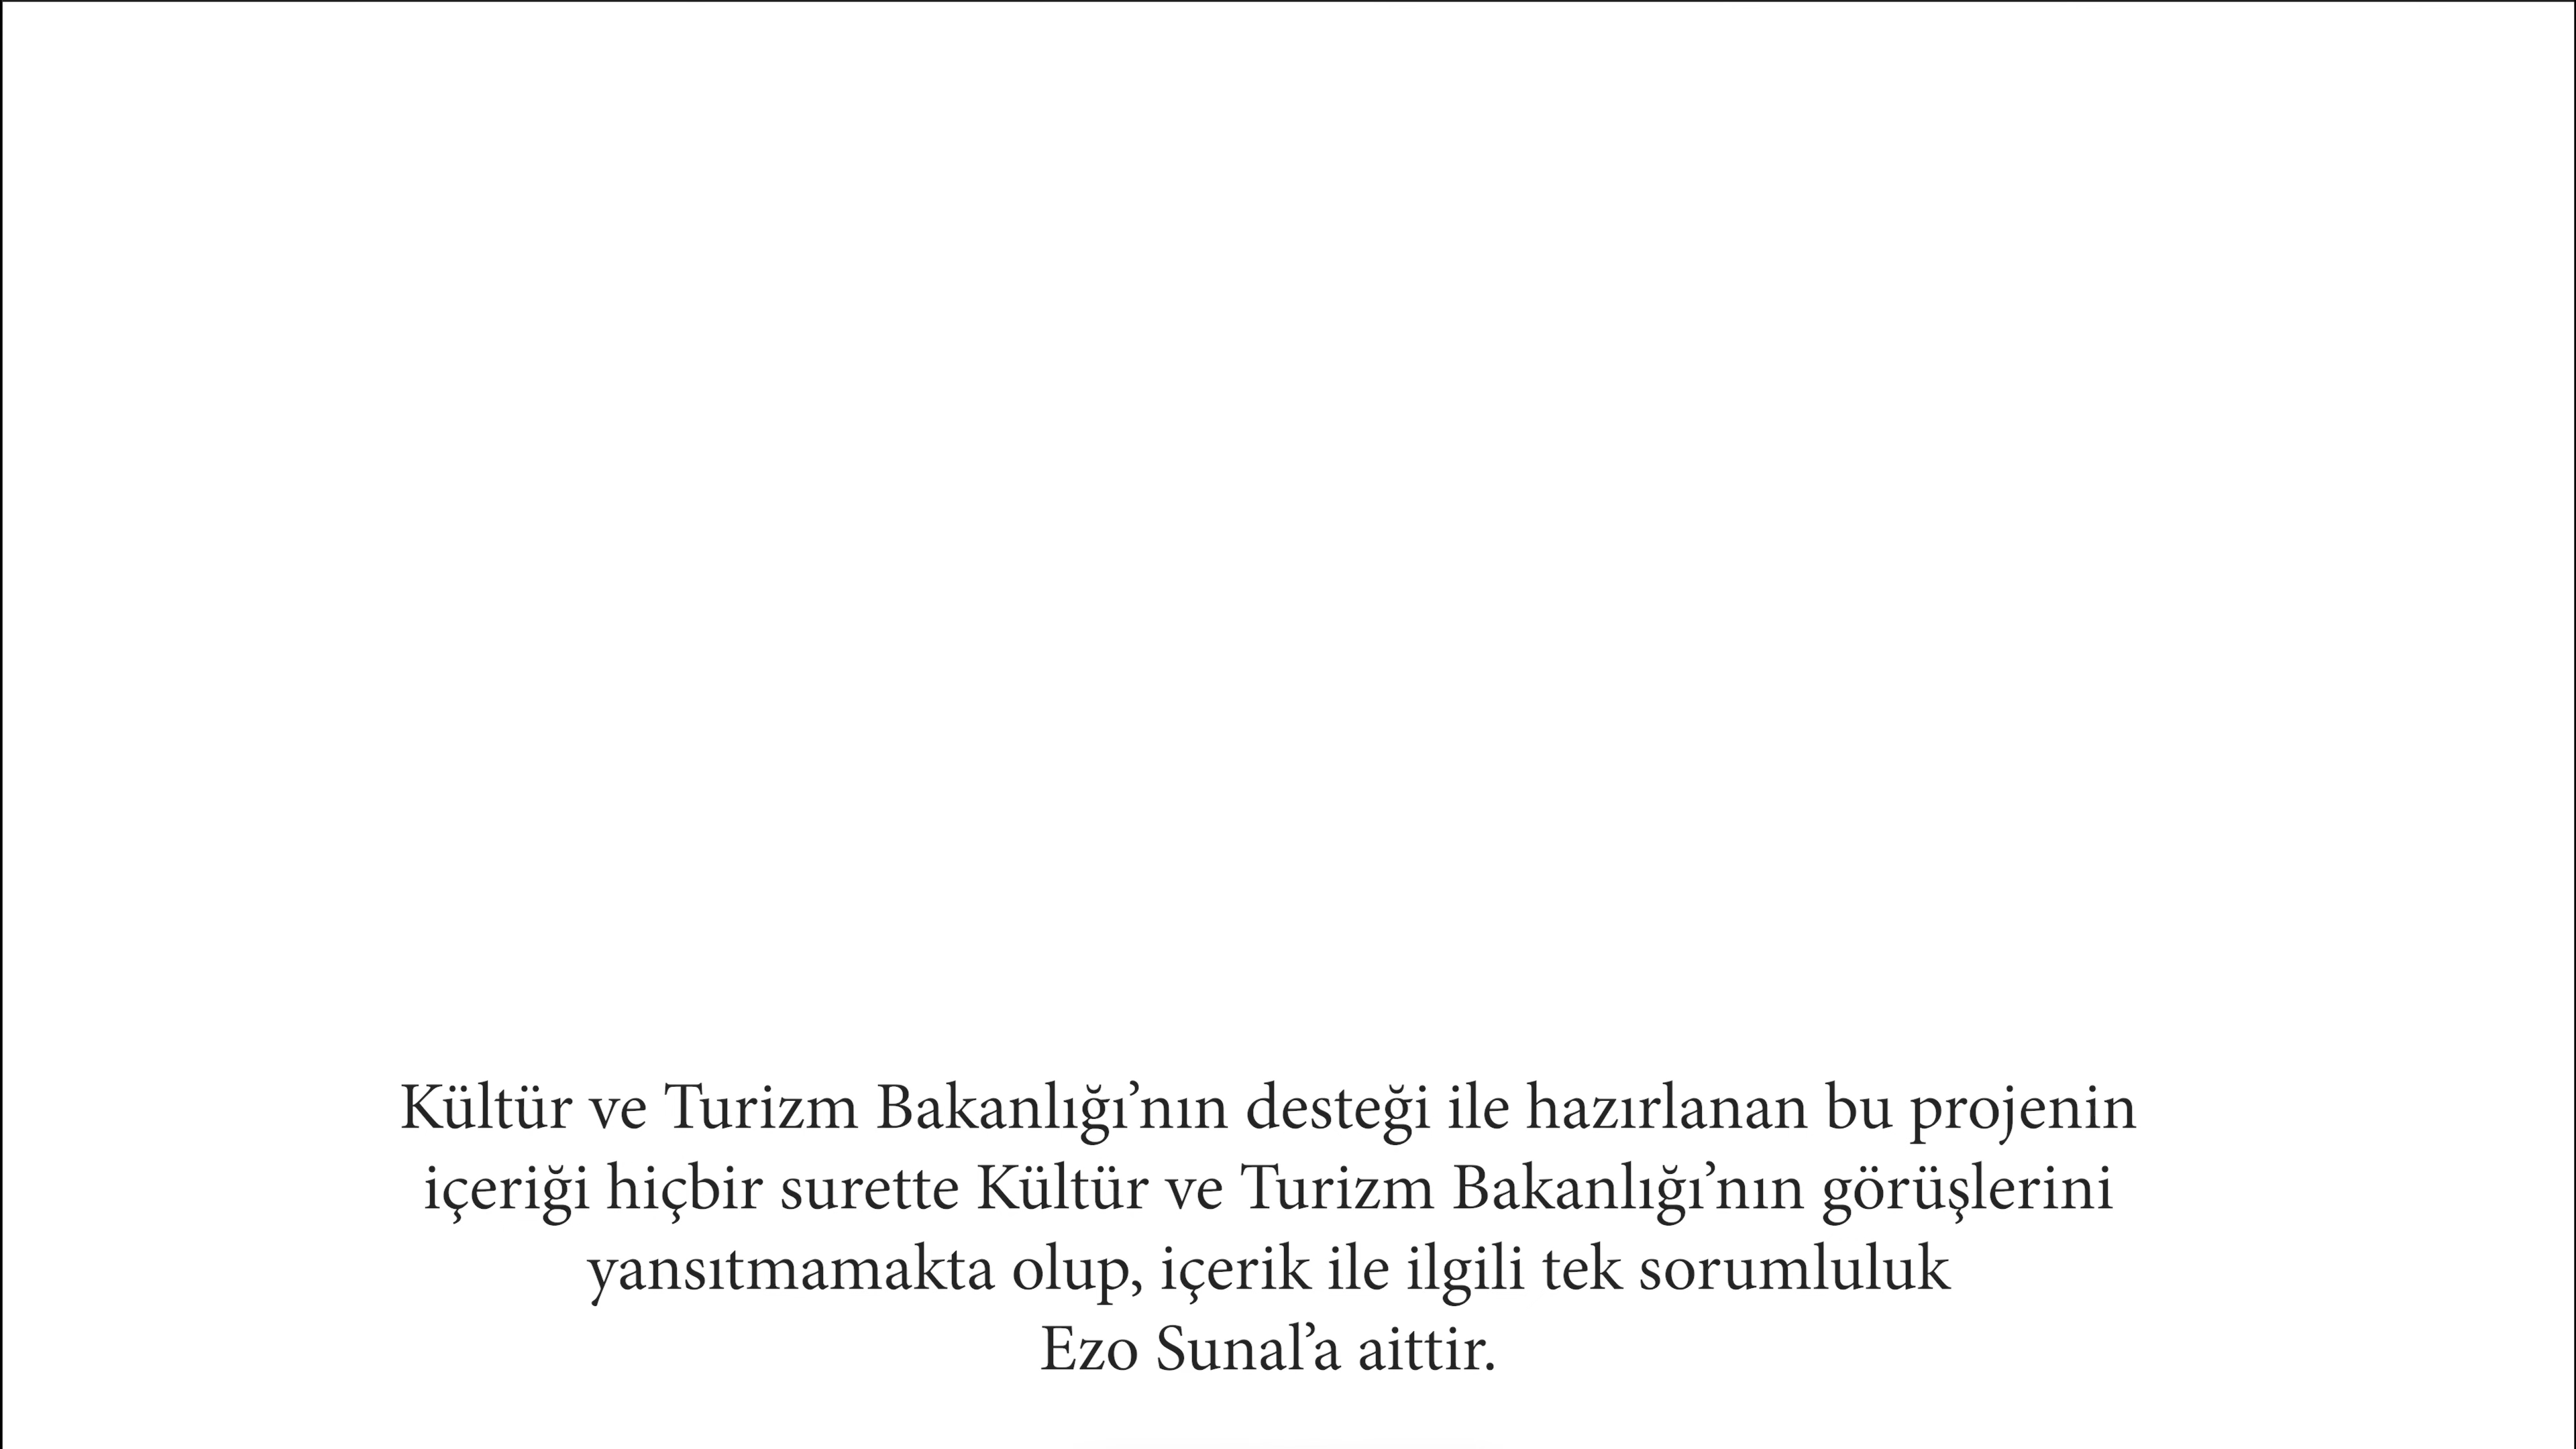 Kültür ve Turizm Bakanlığı’nın desteği ile hazırlanan bu projenin
içeriği hiçbir surette Kültür ve Turizm Bakanlığı’nın görüşlerini
yansıtmamakta olup, içerik ile ilgili tek sorumluluk
Ezo Sunal’a aittir.